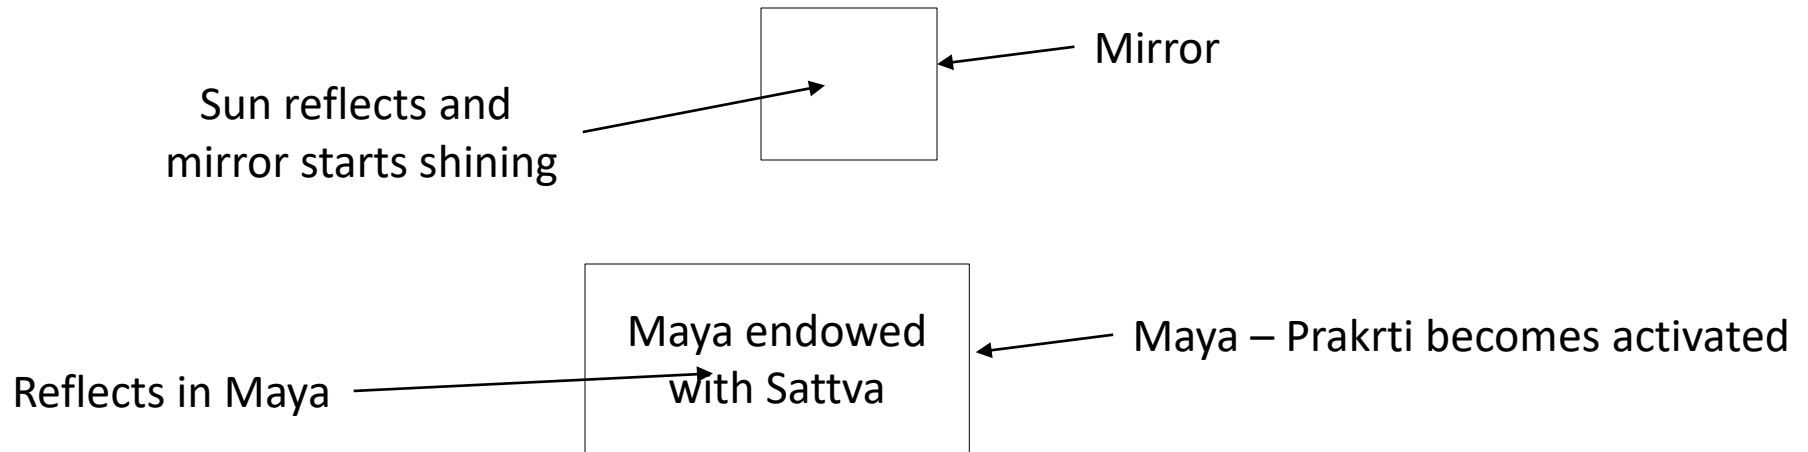 Mirror
Sun reflects and
mirror starts shining
Maya endowed
with Sattva
Maya – Prakrti becomes activated
Reflects in Maya